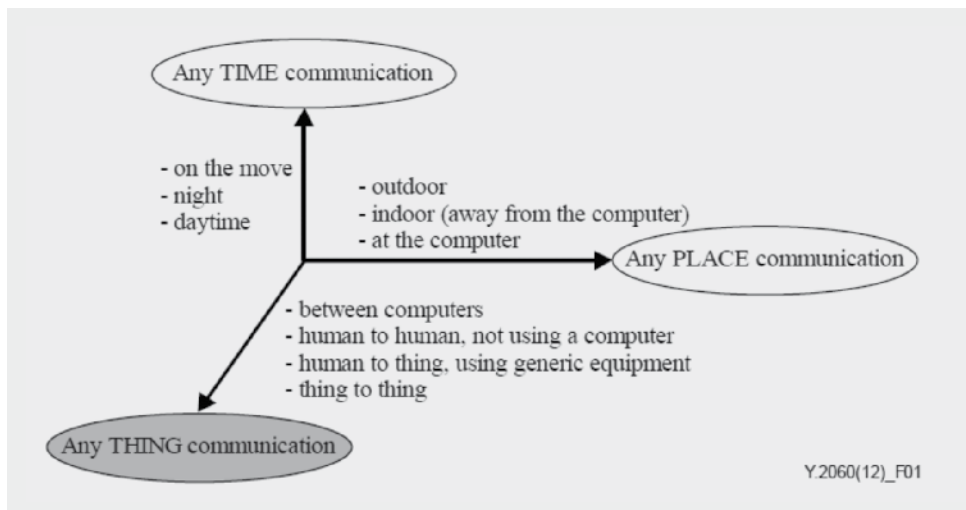 Any TIME communication
- on the move
- night
- daytime
- outdoor
- indoor (away from the computer)
- at the computer
Any PLACE communication
- between computers
- human to human, not using a computer
- human to thing, using generic equipment
- thing to thing
Any THING communication
Y.2060(12)_F01